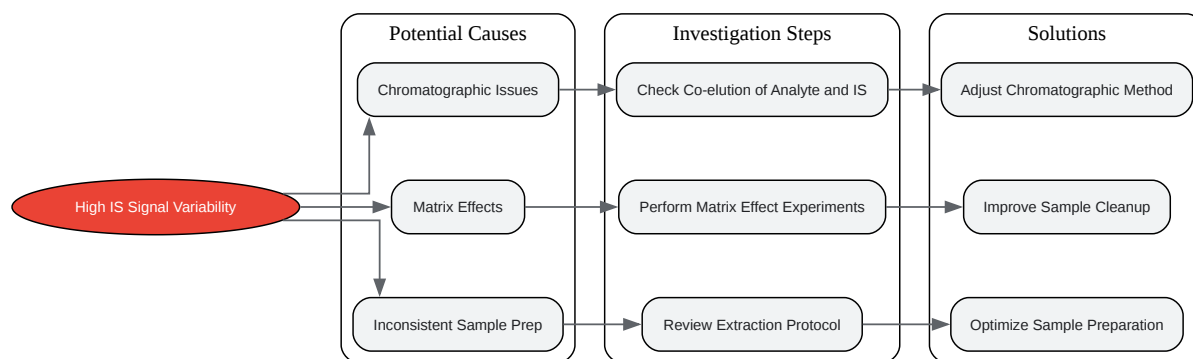 Potential Causes
Investigation Steps
Solutions
Chromatographic Issues
Check Co-elution of Analyte and IS
Adjust Chromatographic Method
High IS Signal Variability
Matrix Effects
Perform Matrix Effect Experiments
Improve Sample Cleanup
Inconsistent Sample Prep
Review Extraction Protocol
Optimize Sample Preparation